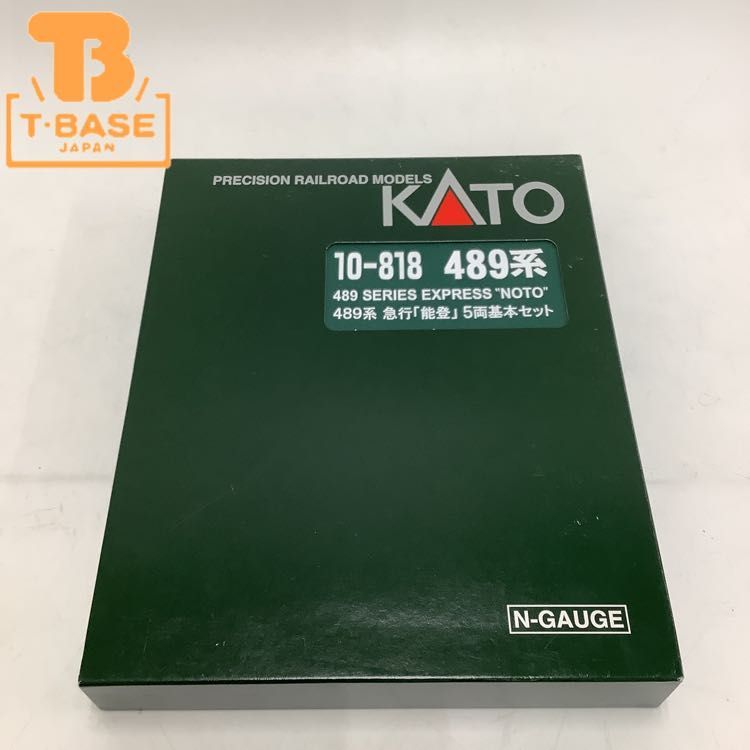 TB
T·BASE
JAPAN
PRECISION RAILROAD MODELS
KATO
10-818 489系
489 SERIES EXPRESS "NOTO"
489系 急行「能登」5両基本セット
N-GAUGE